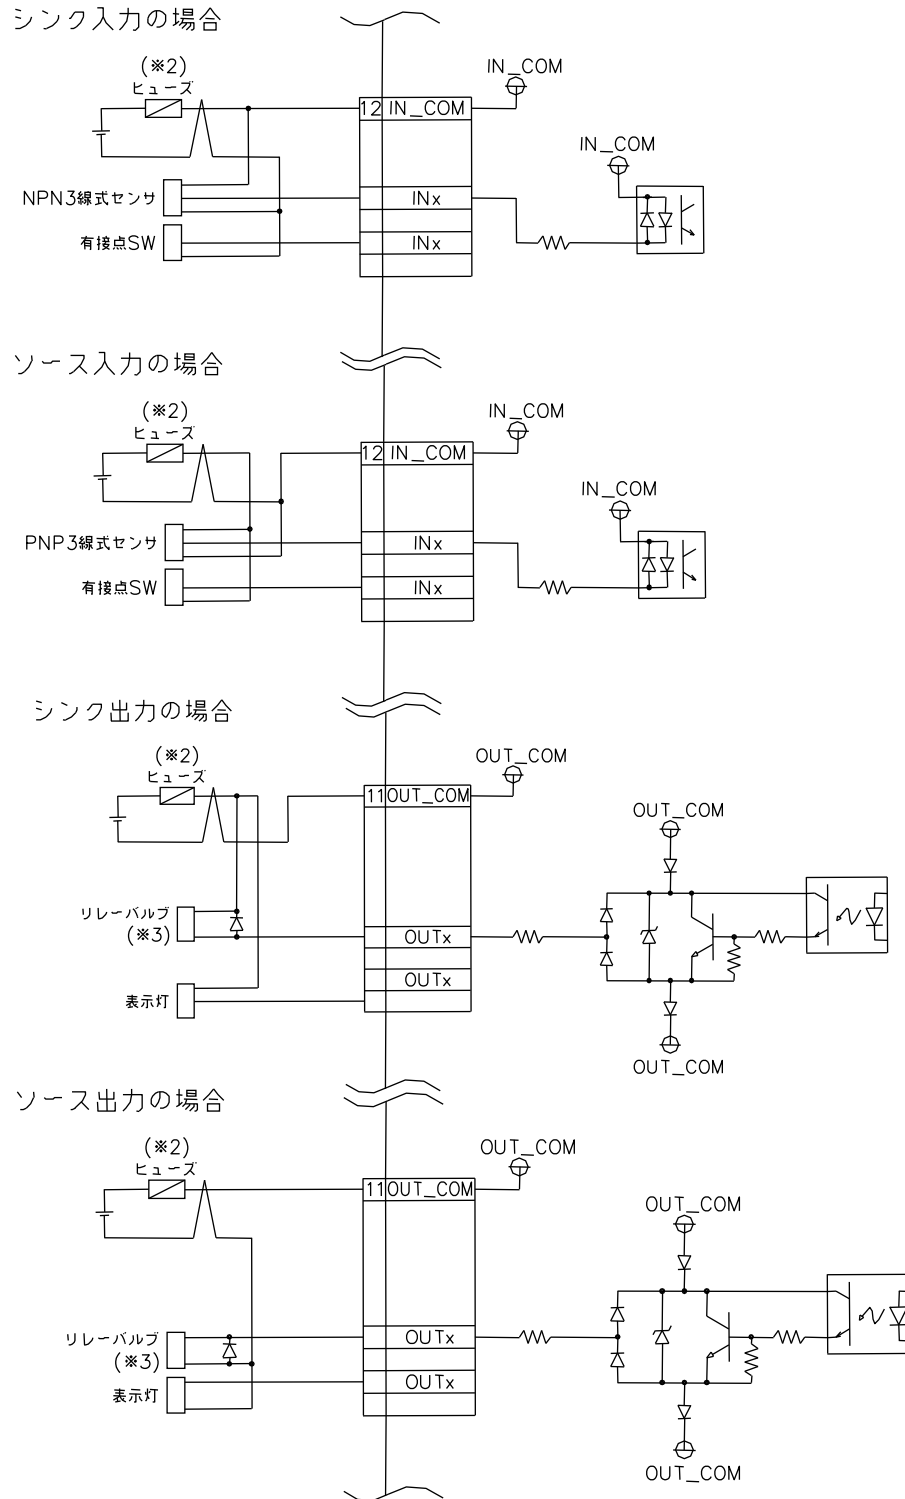 シンク入力の場合
(※2)
ヒューズ
IN_COM
12 IN_COM
IN_COM
NPN3線式センサ
INx
有接点SW
INx
ソース入力の場合
(※2)
ヒューズ
IN_COM
12 IN_COM
IN_COM
PNP3線式センサ
INx
有接点SW
INx
シンク出力の場合
(※2)
ヒューズ
OUT_COM
11 OUT_COM
OUT_COM
リレーバルブ
(※3)
OUTx
OUTx
表示灯
OUT_COM
ソース出力の場合
(※2)
ヒューズ
OUT_COM
11 OUT_COM
OUT_COM
リレーバルブ
(※3)
OUTx
表示灯
OUTx
OUT_COM